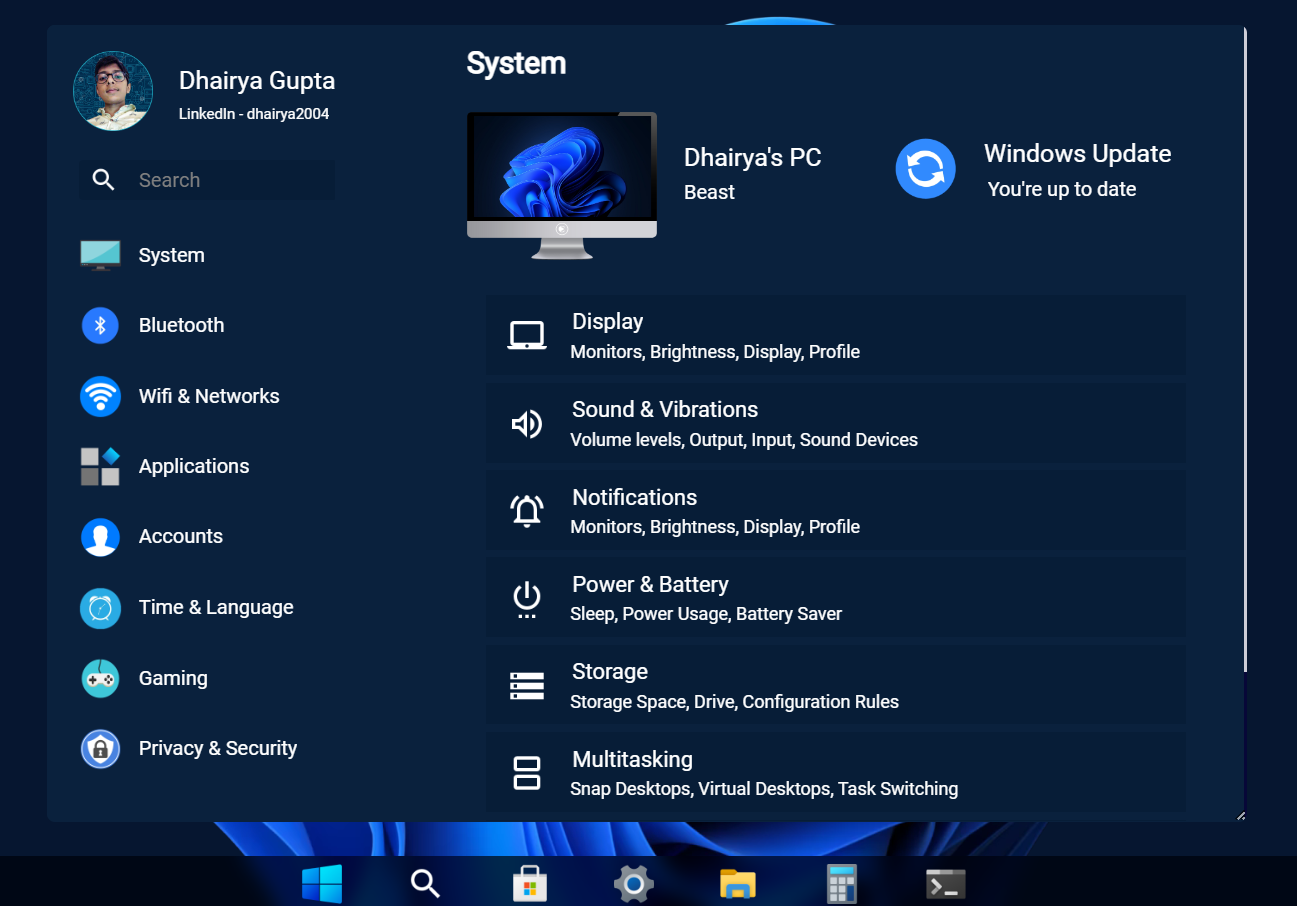 Dhairya Gupta
LinkedIn - dhairya2004
Search
System
Bluetooth
Wifi & Networks
Applications
Accounts
Time & Language
Gaming
Privacy & Security
System
Dhairya's PC
Beast
Windows Update
You're up to date
Display
Monitors, Brightness, Display, Profile
Sound & Vibrations
Volume levels, Output, Input, Sound Devices
Notifications
Monitors, Brightness, Display, Profile
Power & Battery
Sleep, Power Usage, Battery Saver
Storage
Storage Space, Drive, Configuration Rules
Multitasking
Snap Desktops, Virtual Desktops, Task Switching